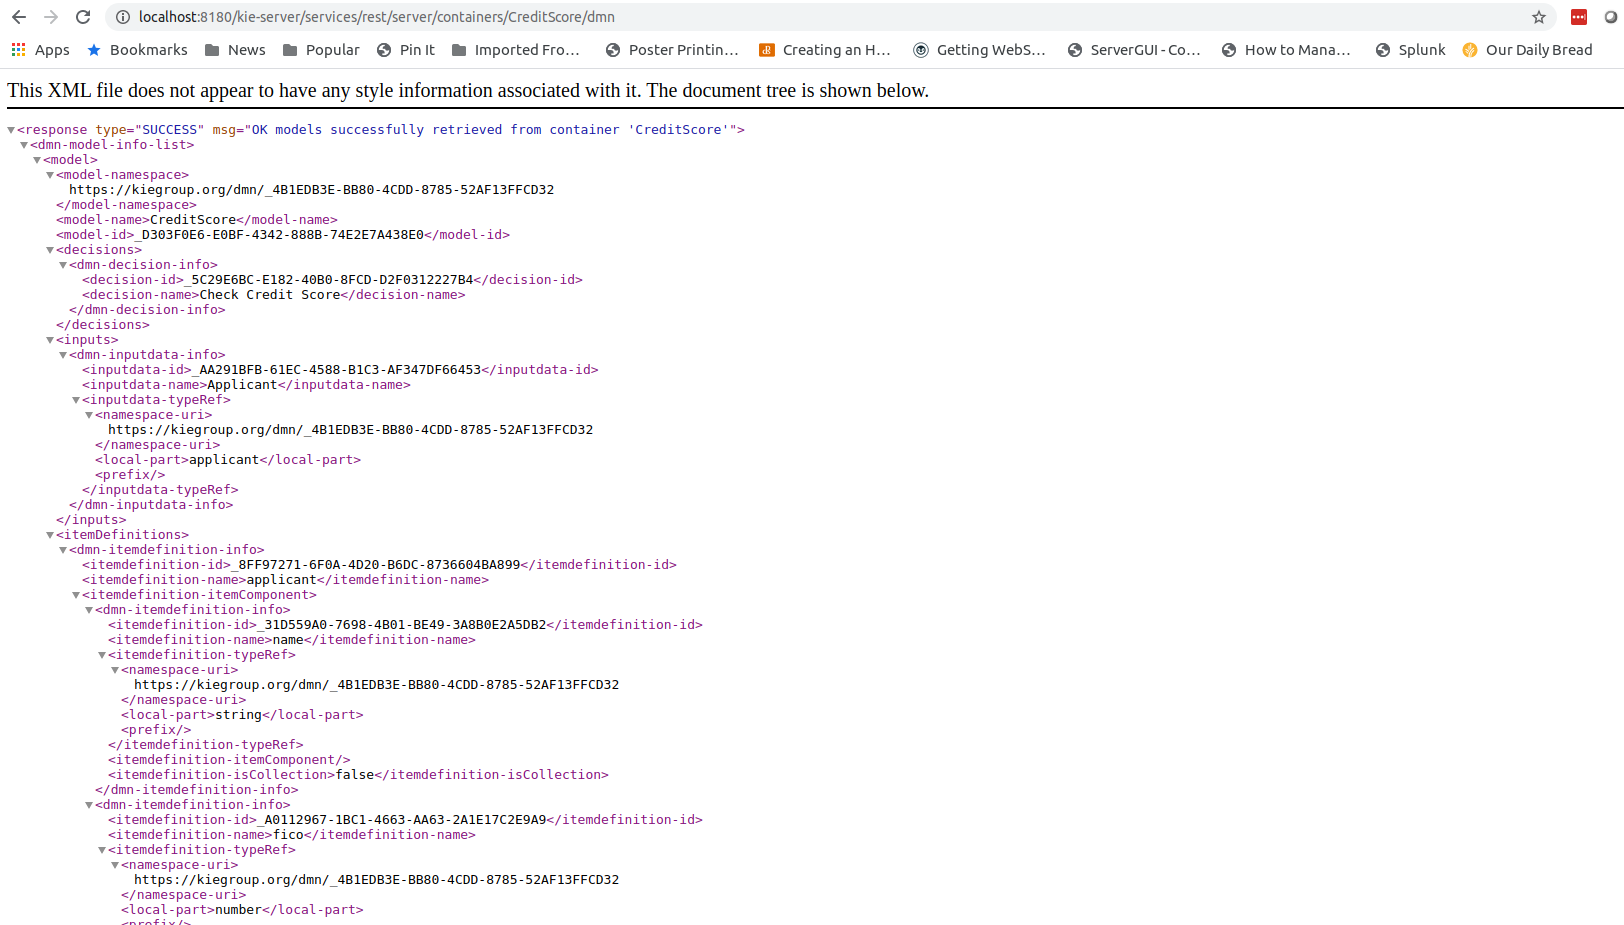 localhost:8180/kie-server/services/rest/server/containers/CreditScore/dmn
Apps Bookmarks News Popular Pin It Imported Fro... Poster Printin... Creating an H... Getting WebS... ServerGUI - Co... How to Mana... Splunk Our Daily Bread
This XML file does not appear to have any style information associated with it. The document tree is shown below.
<response type="SUCCESS" msg="OK models successfully retrieved from container 'CreditScore'">
<dmn-model-info-list>
<model>
<model-namespace>
https://kiegroup.org/dmn/_4B1EDB3E-BB80-4CDD-8785-52AF13FFCD32
</model-namespace>
<model-name>CreditScore</model-name>
<model-id>_D303F0E6-E0BF-4342-888B-74E2E7A438E0</model-id>
<decisions>
<dmn-decision-info>
<decision-id>_5C29E6BC-E182-40B0-8FCD-D2F0312227B4</decision-id>
<decision-name>Check Credit Score</decision-name>
</dmn-decision-info>
</decisions>
<inputs>
<dmn-inputdata-info>
<inputdata-id>_AA291BFB-61EC-4588-B1C3-AF347DF66453</inputdata-id>
<inputdata-name>Applicant</inputdata-name>
<inputdata-typeRef>
<namespace-uri>
https://kiegroup.org/dmn/_4B1EDB3E-BB80-4CDD-8785-52AF13FFCD32
</namespace-uri>
<local-part>applicant</local-part>
<prefix/>
</inputdata-typeRef>
</dmn-inputdata-info>
</inputs>
<itemDefinitions>
<dmn-itemdefinition-info>
<itemdefinition-id>_8FF97271-6F0A-4D20-B6DC-8736604BA899</itemdefinition-id>
<itemdefinition-name>applicant</itemdefinition-name>
<itemdefinition-itemComponent>
<dmn-itemdefinition-info>
<itemdefinition-id>_31D559A0-7698-4B01-BE49-3A8B0E2A5DB2</itemdefinition-id>
<itemdefinition-name>name</itemdefinition-name>
<itemdefinition-typeRef>
<namespace-uri>
https://kiegroup.org/dmn/_4B1EDB3E-BB80-4CDD-8785-52AF13FFCD32
</namespace-uri>
<local-part>string</local-part>
<prefix/>
</itemdefinition-typeRef>
<itemdefinition-itemComponent/>
<itemdefinition-isCollection>false</itemdefinition-isCollection>
</dmn-itemdefinition-info>
<dmn-itemdefinition-info>
<itemdefinition-id>_A0112967-1BC1-4663-AA63-2A1E17C2E9A9</itemdefinition-id>
<itemdefinition-name>fico</itemdefinition-name>
<itemdefinition-typeRef>
<namespace-uri>
https://kiegroup.org/dmn/_4B1EDB3E-BB80-4CDD-8785-52AF13FFCD32
</namespace-uri>
<local-part>number</local-part>
<prefix/>